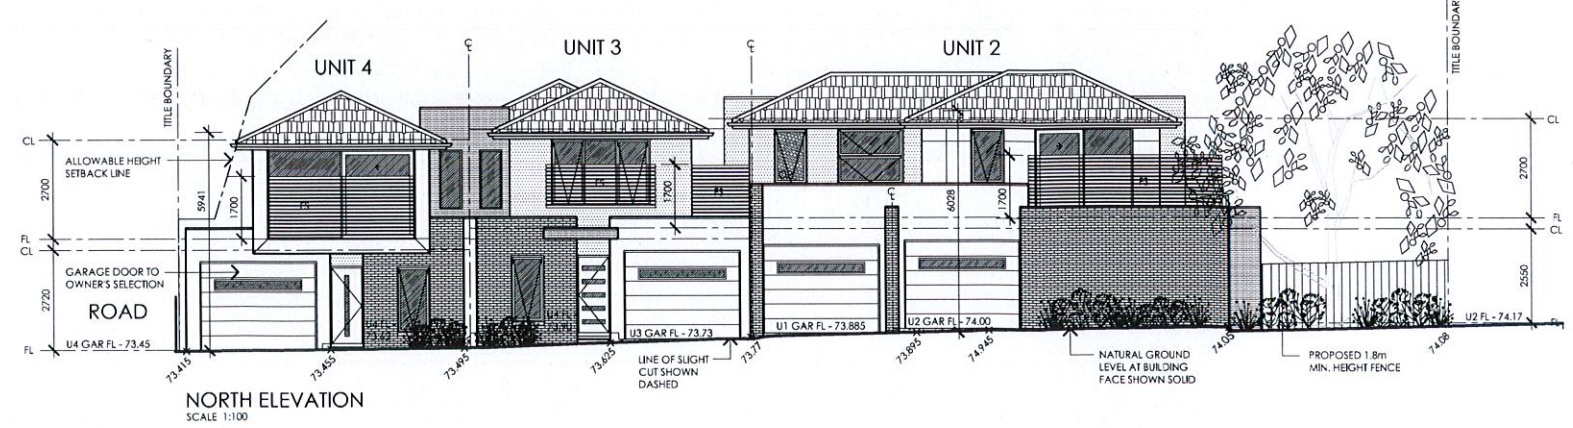 UNIT 4
UNIT 3
UNIT 2
℄
℄
℄
TITLE BOUNDARY
TITLE BOUNDARY
CL
CL
ALLOWABLE HEIGHT
SETBACK LINE
2700
5941
1700
FS
FS
1700
FS
6028
1700
FS
2700
FL
FL
CL
CL
GARAGE DOOR TO
OWNER'S SELECTION
2720
ROAD
2550
U4 GAR FL - 73.45
U3 GAR FL - 73.73
U1 GAR FL - 73.885
U2 GAR FL - 74.00
U2 FL - 74.17
FL
FL
73.415
73.455
73.495
73.625
73.77
73.895
74.945
74.05
74.08
LINE OF SLIGHT
CUT SHOWN
DASHED
NATURAL GROUND
LEVEL AT BUILDING
FACE SHOWN SOLID
PROPOSED 1.8m
MIN. HEIGHT FENCE
NORTH ELEVATION
SCALE 1:100